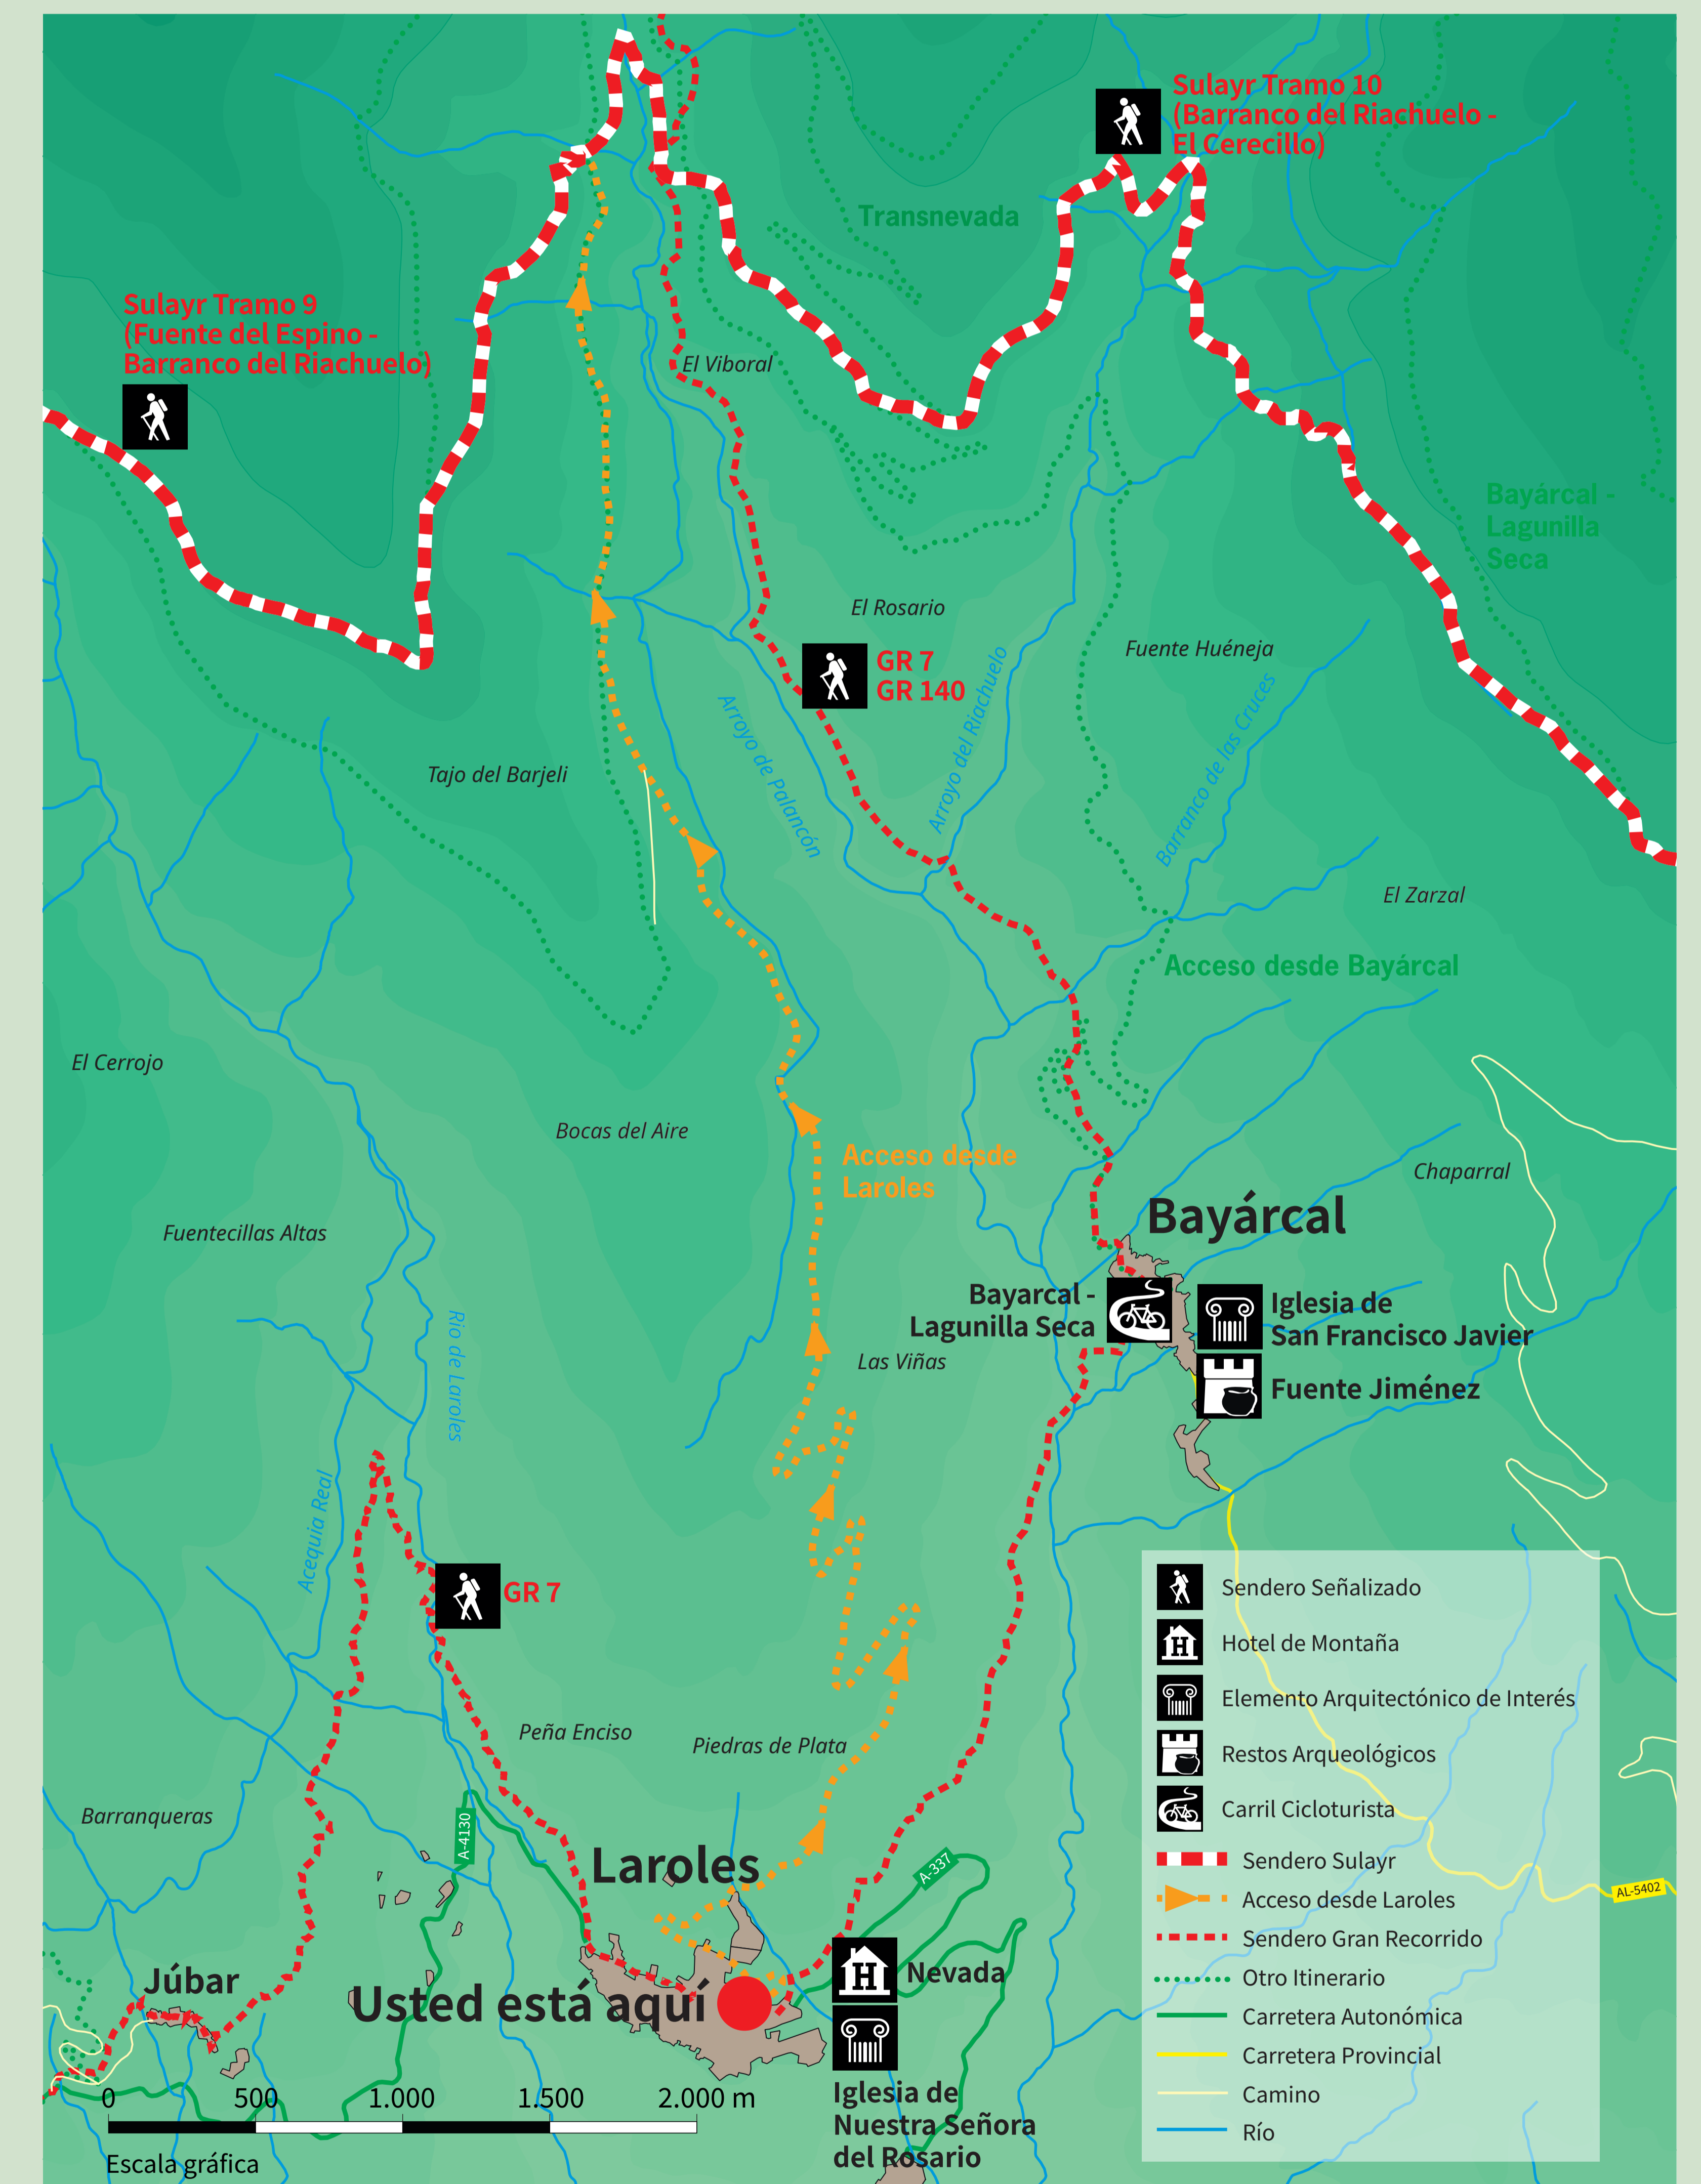 Sulayr Tramo 10
(Barranco del Riachuelo -
El Cerecillo)
Transnevada
Sulayr Tramo 9
(Fuente del Espino -
Barranco del Riachuelo)
El Viboral
Bayárcal -
Lagunilla
Seca
El Rosario
Fuente Huéneja
GR 7
GR 140
Arroyo de Palancón
Arroyo del Riachuelo
Barranco de las Cruces
Tajo del Barjeli
El Zarzal
Acceso desde Bayárcal
El Cerrojo
Bocas del Aire
Acceso desde
Laroles
Chaparral
Bayárcal
Fuentecillas Altas
Bayarcal -
Lagunilla Seca
Iglesia de
San Francisco Javier
Río de Laroles
Las Viñas
Fuente Jiménez
Acequia Real
GR 7
Peña Enciso
Piedras de Plata
Barranqueras
A-4130
Laroles
A-337
AL-5402
Júbar
Usted está aquí
H
Nevada
Iglesia de
Nuestra Señora
del Rosario
0 500 1.000 1.500 2.000 m
Escala gráfica
Sendero Señalizado
H
Hotel de Montaña
Elemento Arquitectónico de Interés
Restos Arqueológicos
Carril Cicloturista
Sendero Sulayr
Acceso desde Laroles
Sendero Gran Recorrido
Otro Itinerario
Carretera Autonómica
Carretera Provincial
Camino
Río